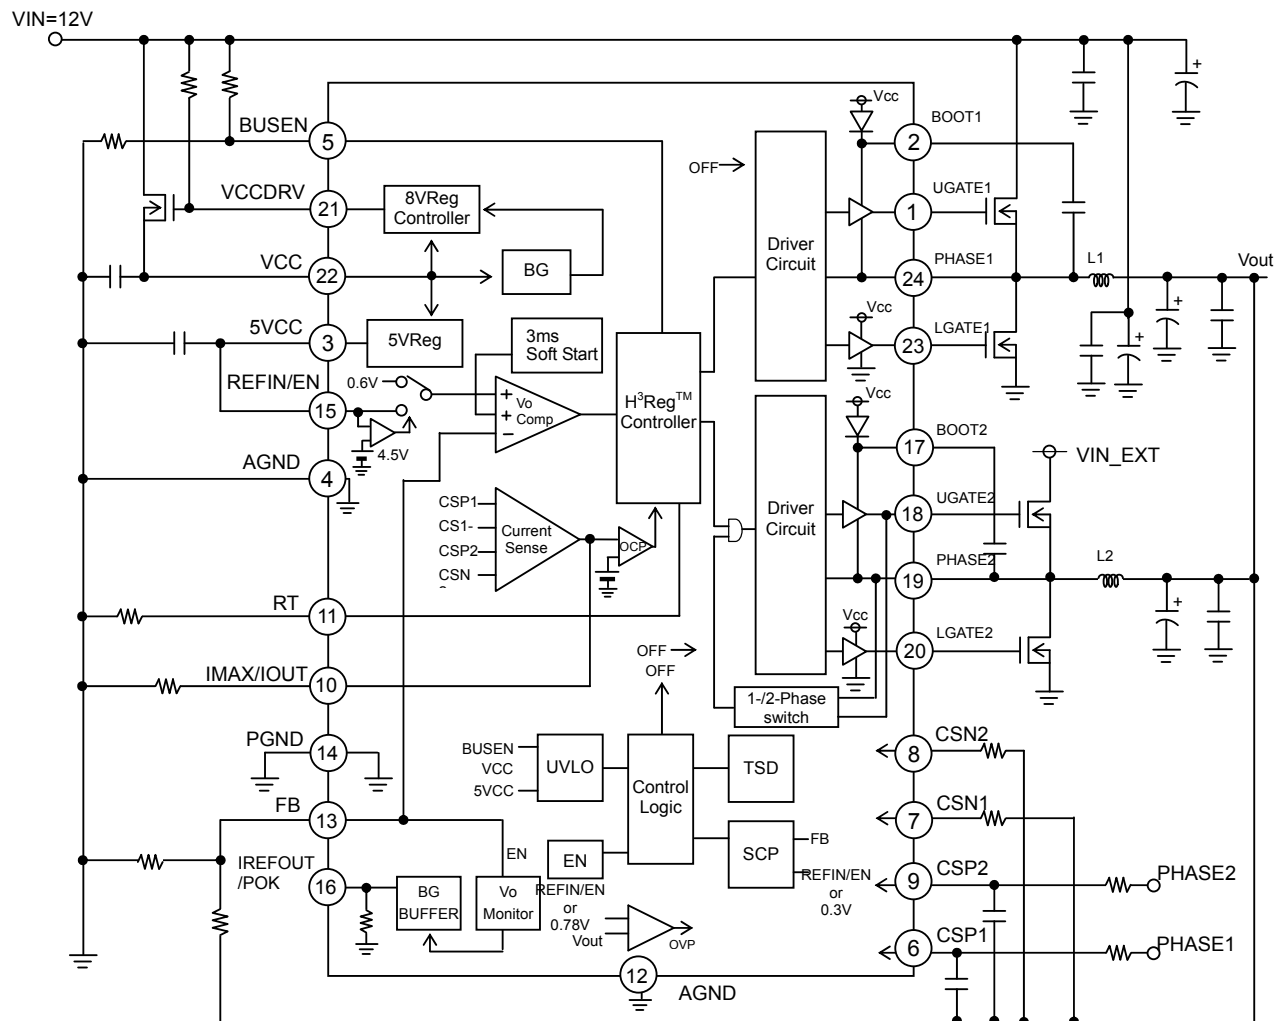 VIN=12V
BUSEN
5
VCCDRV
21
8VReg
Controller
VCC
22
BG
5VCC
3
5VReg
3ms
Soft Start
REFIN/EN
15
0.6V
4.5V
+
+
−
Vo
Comp
H³Reg™
Controller
AGND
4
CSP1
CS1-
CSP2
CSN
Current
Sense
OCP
RT
11
IMAX/IOUT
10
PGND
14
FB
13
IREFOUT
/POK
16
BG
BUFFER
EN
Vo
Monitor
BUSEN
VCC
5VCC
UVLO
OFF
OFF
Control
Logic
TSD
SCP
FB
REFIN/EN
or
0.3V
EN
REFIN/EN
or
0.78V
Vout
OVP
12
AGND
OFF
Driver
Circuit
Vcc
BOOT1
2
UGATE1
1
PHASE1
24
Vcc
LGATE1
23
L1
Vout
+
+
+
Driver
Circuit
Vcc
BOOT2
17
VIN_EXT
UGATE2
18
PHASE2
19
L2
+
Vcc
LGATE2
20
1-/2-Phase
switch
CSN2
8
CSN1
7
CSP2
9
PHASE2
CSP1
6
PHASE1